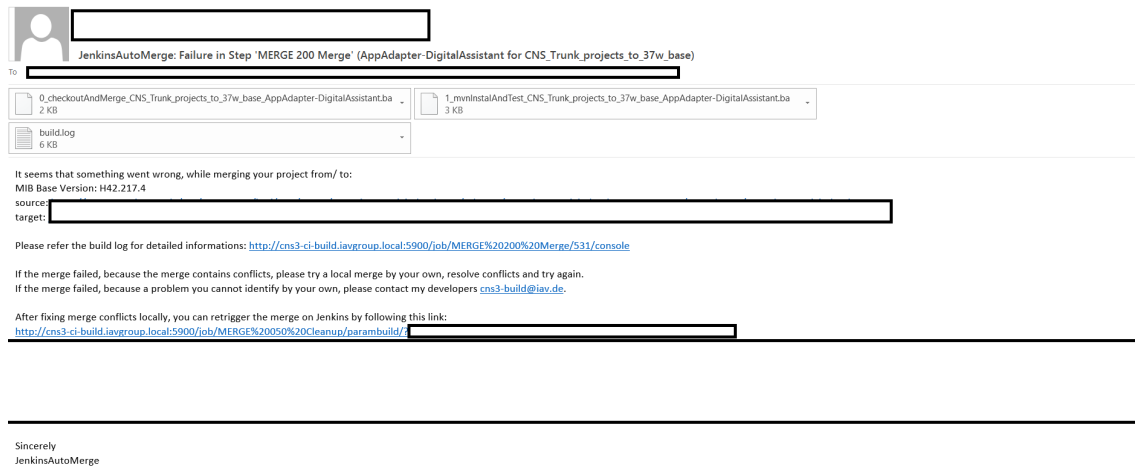 JenkinsAutoMerge: Failure in Step 'MERGE 200 Merge' (AppAdapter-DigitalAssistant for CNS_Trunk_projects_to_37w_base)
To
0_checkoutAndMerge_CNS_Trunk_projects_to_37w_base_AppAdapter-DigitalAssistant.ba
2 KB
1_mvnInstalAndTest_CNS_Trunk_projects_to_37w_base_AppAdapter-DigitalAssistant.ba
3 KB
build.log
6 KB
It seems that something went wrong, while merging your project from/ to:
MIB Base Version: H42.217.4
source:
target:
Please refer the build log for detailed informations: http://cns3-ci-build.iavgroup.local:5900/job/MERGE%20200%20Merge/531/console
If the merge failed, because the merge contains conflicts, please try a local merge by your own, resolve conflicts and try again.
If the merge failed, because a problem you cannot identify by your own, please contact my developers cns3-build@iav.de.
After fixing merge conflicts locally, you can retrigger the merge on Jenkins by following this link:
http://cns3-ci-build.iavgroup.local:5900/job/MERGE%20050%20Cleanup/parambuild/?
Sincerely
JenkinsAutoMerge